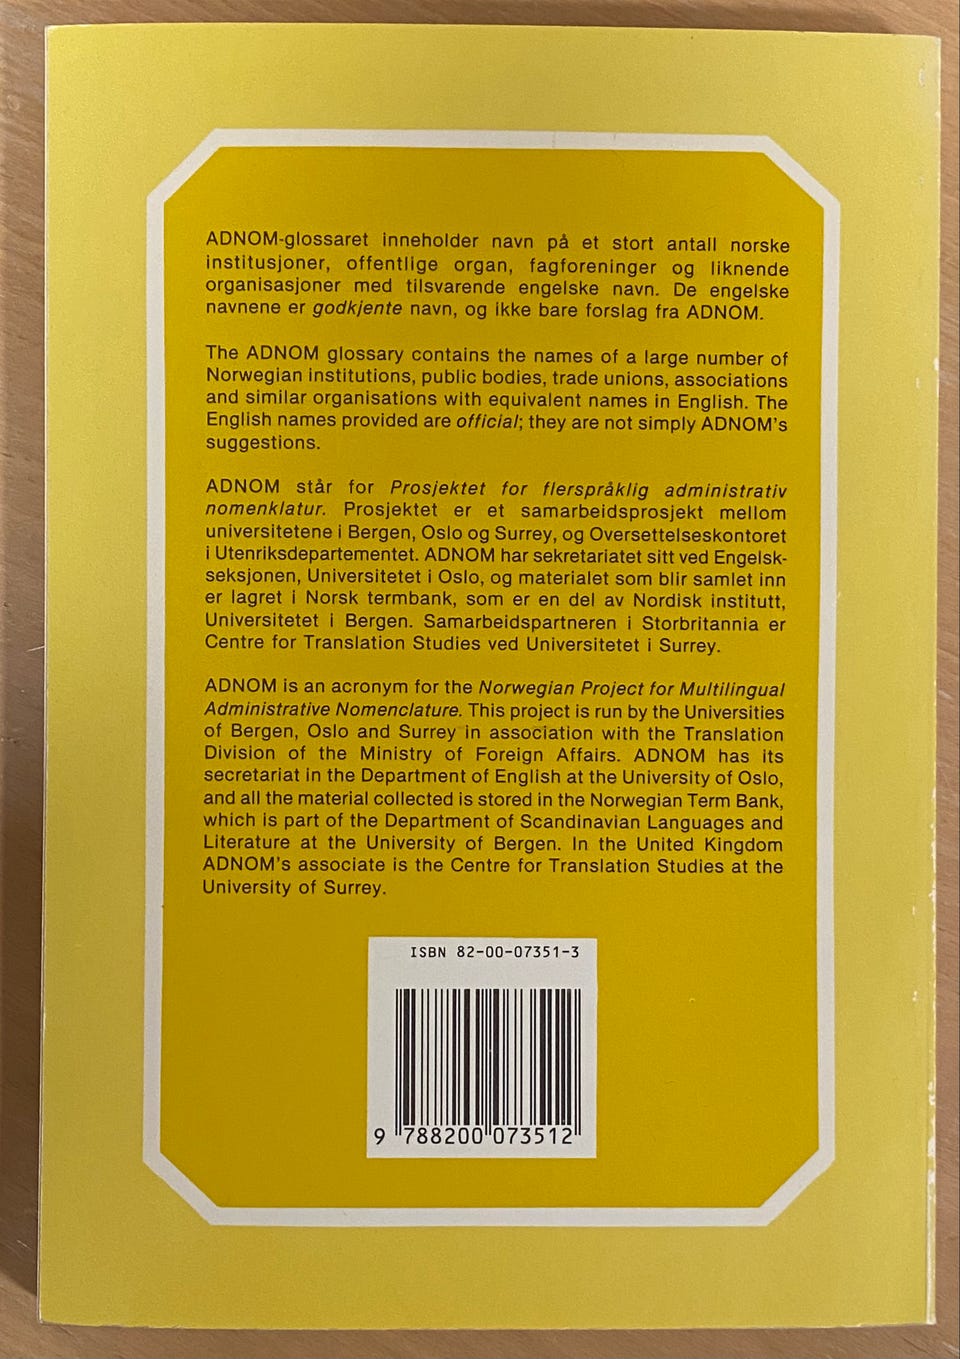 ADNOM-glossaret inneholder navn på et stort antall norske
institusjoner, offentlige organ, fagforeninger og liknende
organisasjoner med tilsvarende engelske navn. De engelske
navnene er godkjente navn, og ikke bare forslag fra ADNOM.
The ADNOM glossary contains the names of a large number of
Norwegian institutions, public bodies, trade unions, associations
and similar organisations with equivalent names in English. The
English names provided are official; they are not simply ADNOM's
suggestions.
ADNOM står for Prosjektet for flerspråklig administrativ
nomenklatur. Prosjektet er et samarbeidsprosjekt mellom
universitetene i Bergen, Oslo og Surrey, og Oversettelseskontoret
i Utenriksdepartementet. ADNOM har sekretariatet sitt ved Engelsk-
seksjonen, Universitetet i Oslo, og materialet som blir samlet inn
er lagret i Norsk termbank, som er en del av Nordisk institutt,
Universitetet i Bergen. Samarbeidspartneren i Storbritannia er
Centre for Translation Studies ved Universitetet i Surrey.
ADNOM is an acronym for the Norwegian Project for Multilingual
Administrative Nomenclature. This project is run by the Universities
of Bergen, Oslo and Surrey in association with the Translation
Division of the Ministry of Foreign Affairs. ADNOM has its
secretariat in the Department of English at the University of Oslo,
and all the material collected is stored in the Norwegian Term Bank,
which is part of the Department of Scandinavian Languages and
Literature at the University of Bergen. In the United Kingdom
ADNOM's associate is the Centre for Translation Studies at the
University of Surrey.
ISBN 82-00-07351-3
9 788200 073512